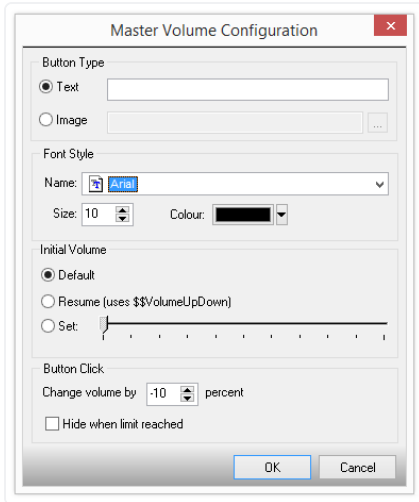 Master Volume Configuration
Button Type
Text
Image
...
Font Style
Name: Arial
Size: 10 Colour:
Initial Volume
Default
Resume (uses $$VolumeUpDown)
Set:
Button Click
Change volume by -10 percent
Hide when limit reached
OK Cancel